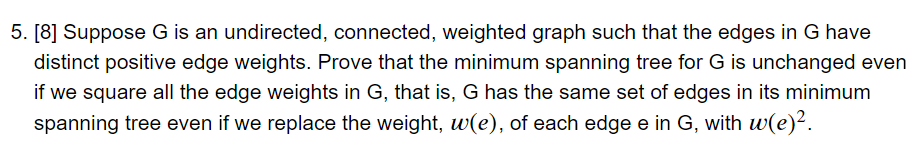 5. [8] Suppose G is an undirected, connected, weighted graph such that the edges in G have
distinct positive edge weights. Prove that the minimum spanning tree for G is unchanged even
if we square all the edge weights in G, that is, G has the same set of edges in its minimum
spanning tree even if we replace the weight, w(e), of each edge e in G, with w(e)².